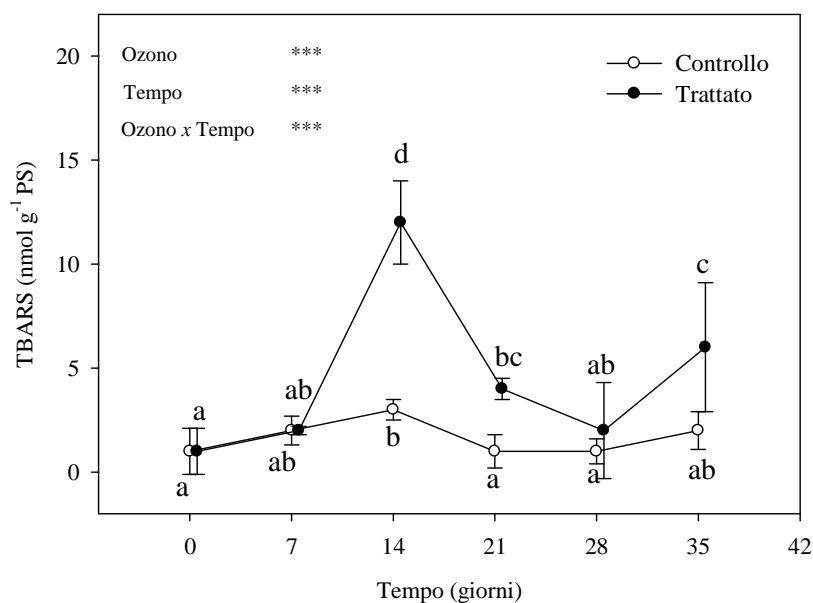 Ozono ***
Tempo ***
Ozono x Tempo ***
Controllo
Trattato
TBARS (nmol g-1 PS)
20
15
10
5
0
d
c
bc
ab
ab
a
a
ab
b
a
a
ab
0 7 14 21 28 35 42
Tempo (giorni)